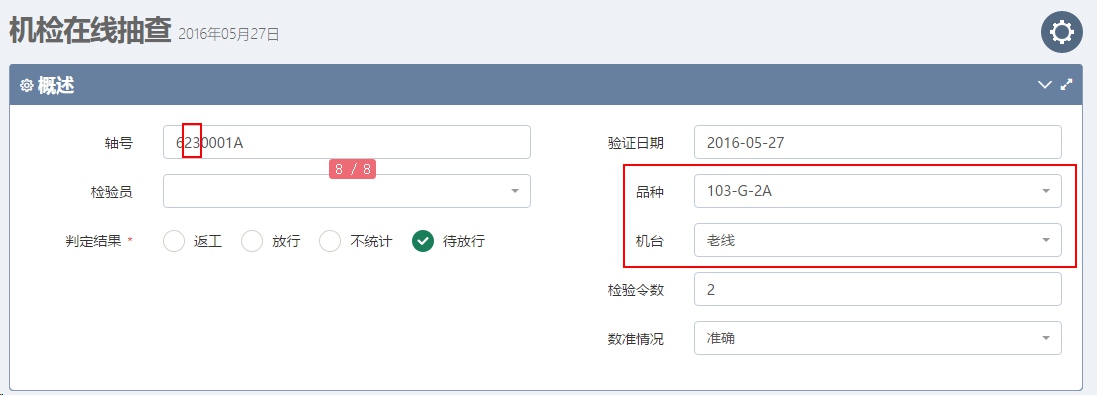 机检在线抽查 2016年05月27日
概述
轴号 6230001A
8 / 8
检验员
判定结果 * 返工 放行 不统计 待放行
验证日期 2016-05-27
品种 103-G-2A
机台 老线
检验令数 2
数准情况 准确